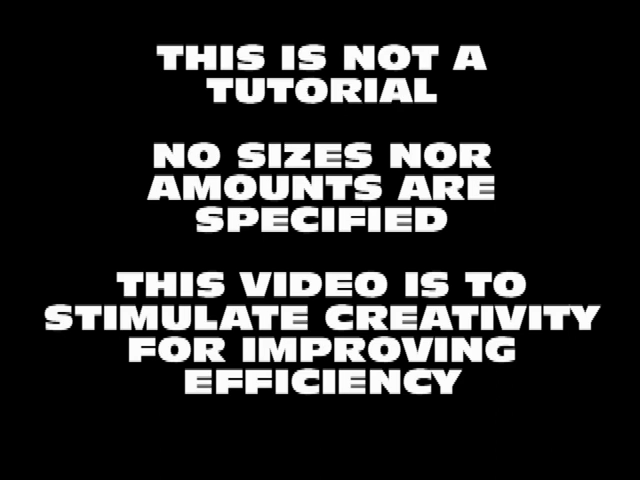 THIS IS NOT A
TUTORIAL
NO SIZES NOR
AMOUNTS ARE
SPECIFIED
THIS VIDEO IS TO
STIMULATE CREATIVITY
FOR IMPROVING
EFFICIENCY